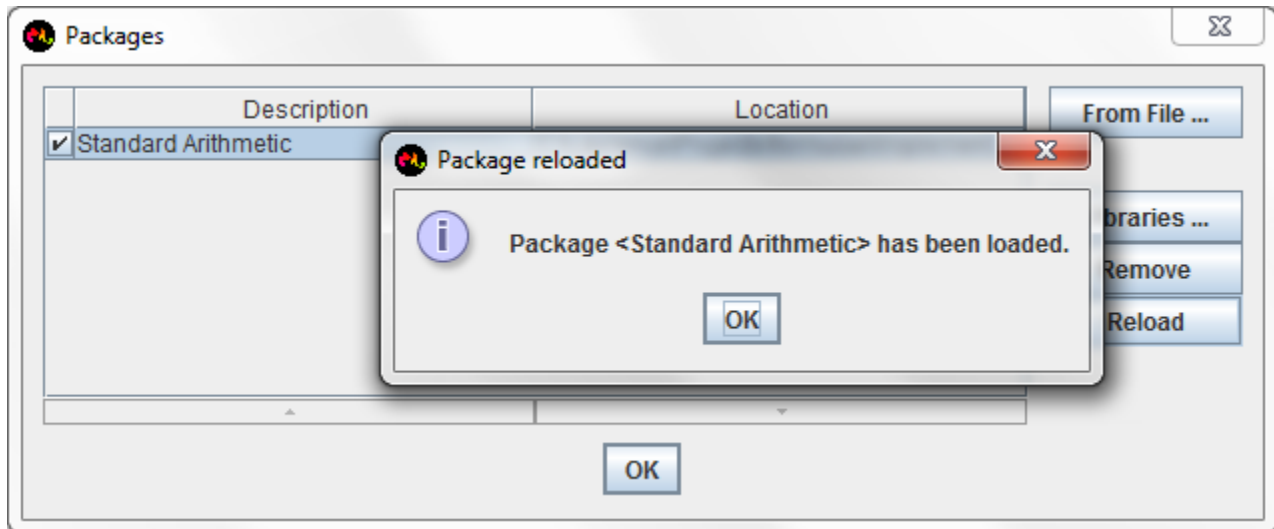 Packages
Description Location
From File ...
Standard Arithmetic
Package reloaded
Package <Standard Arithmetic> has been loaded.
OK
braries ...
Remove
Reload
OK